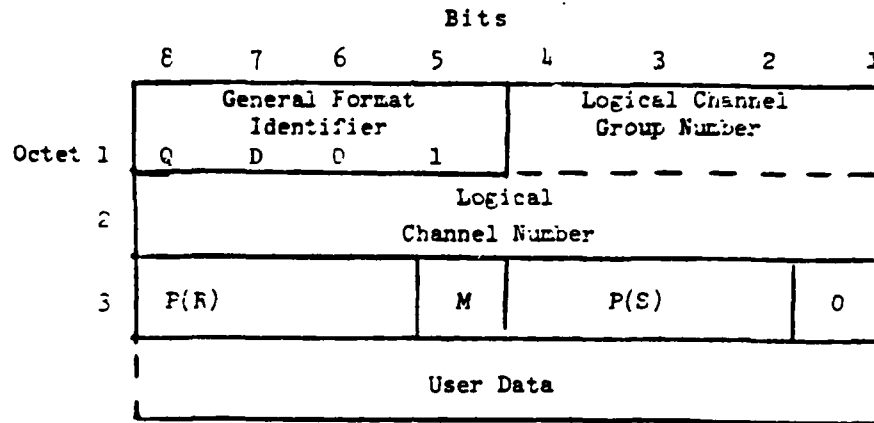 Bits
8 7 6 5 4 3 2 1
General Format Logical Channel
Identifier Group Number
Octet 1 Q D 0 1
Logical
2
Channel Number
3 P(R) M P(S) 0
User Data